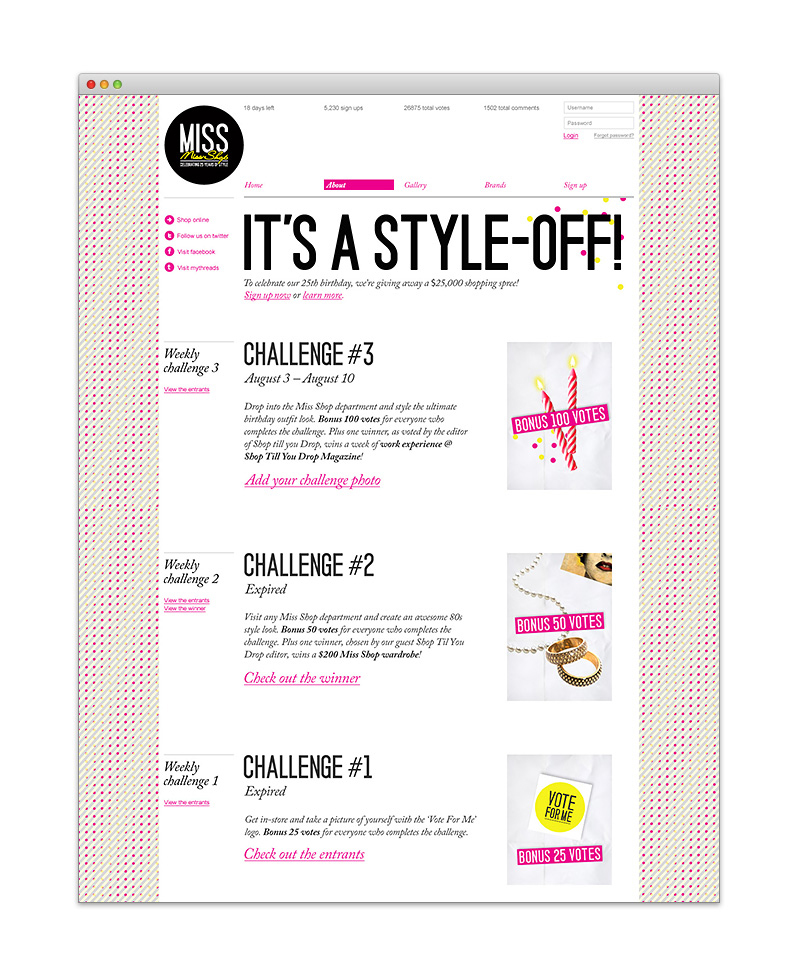 MISS
Miss Shop
CELEBRATING 25 YEARS OF STYLE
18 days left
5,230 sign ups
26875 total votes
1502 total comments
Username
Password
Login
Forgot password?
Home
About
Gallery
Brands
Sign up
Shop online
Follow us on twitter
Visit facebook
Visit mythreads
IT'S A STYLE-OFF!
To celebrate our 25th birthday, we're giving away a $25,000 shopping spree!
Sign up now or learn more.
Weekly
challenge 3
View the entrants
CHALLENGE #3
August 3 – August 10
Drop into the Miss Shop department and style the ultimate
birthday outfit look. Bonus 100 votes for everyone who
completes the challenge. Plus one winner, as voted by the editor
of Shop till you Drop, wins a week of work experience @
Shop Till You Drop Magazine!
Add your challenge photo
BONUS 100 VOTES
Weekly
challenge 2
View the entrants
View the winner
CHALLENGE #2
Expired
Visit any Miss Shop department and create an awesome 80s
style look. Bonus 50 votes for everyone who completes the
challenge. Plus one winner, chosen by our guest Shop Til You
Drop editor, wins a $200 Miss Shop wardrobe!
Check out the winner
BONUS 50 VOTES
Weekly
challenge 1
View the entrants
CHALLENGE #1
Expired
Get in-store and take a picture of yourself with the 'Vote For Me'
logo. Bonus 25 votes for everyone who completes the challenge.
Check out the entrants
VOTE
FOR ME
BONUS 25 VOTES